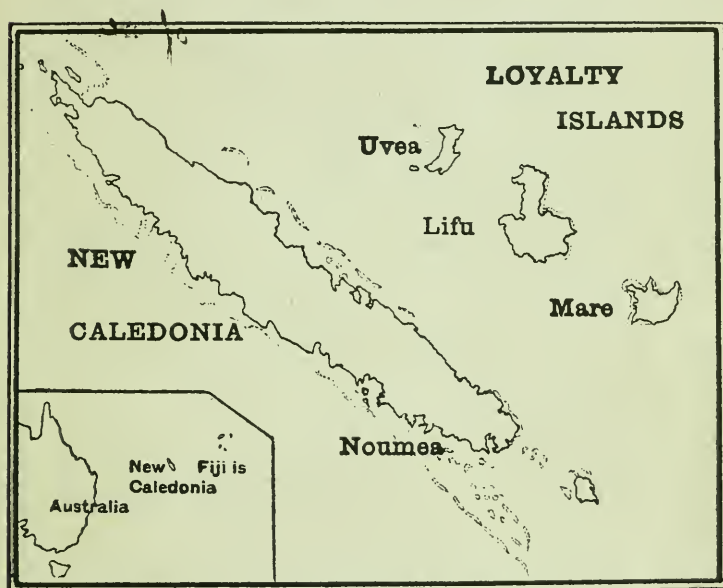 LOYALTY
ISLANDS
Uvea
Lifu
NEW
Mare
CALEDONIA
Noumea
New Fiji is
Caledonia
Australia